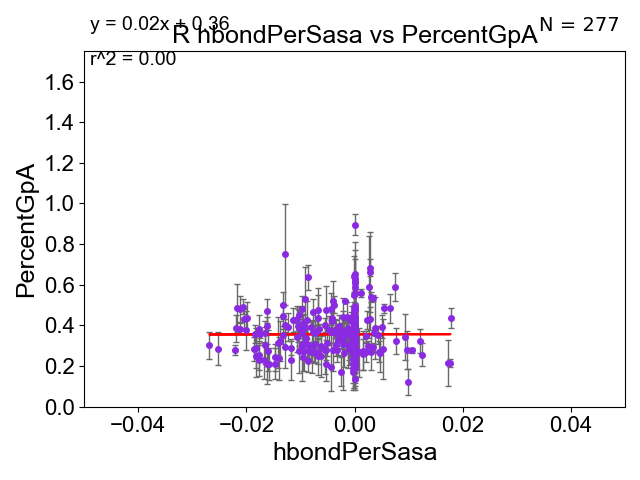 y = 0.02x + 0.36
R hbondPerSasa vs PercentGpA
N = 277
r^2 = 0.00
PercentGpA
1.6
1.4
1.2
1.0
0.8
0.6
0.4
0.2
0.0
−0.04
−0.02
0.00
0.02
0.04
hbondPerSasa